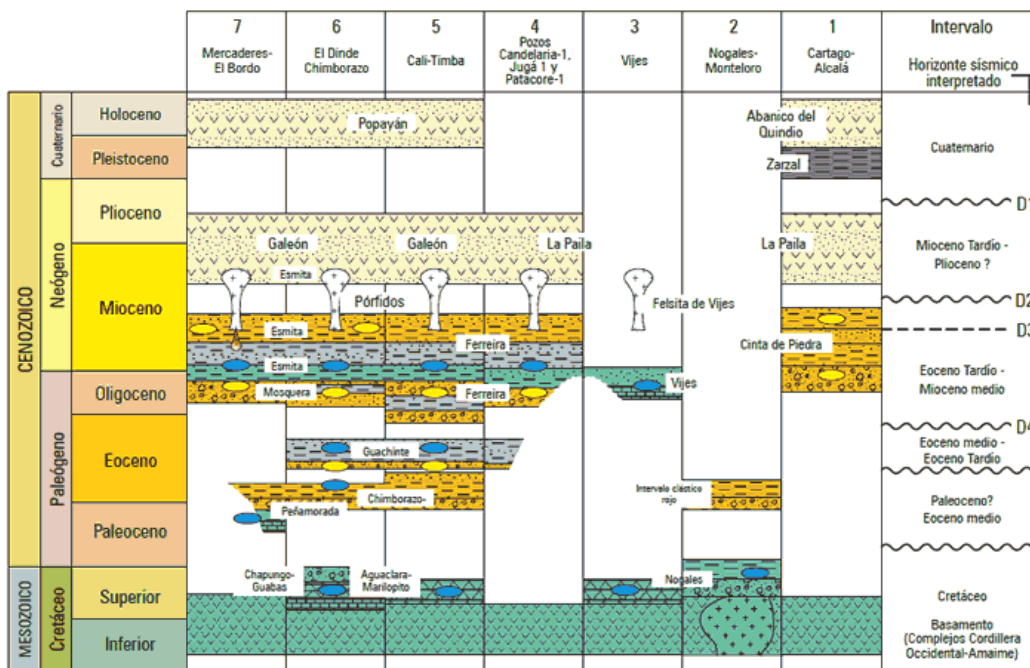 7
6
5
4
3
2
1
Intervalo
Mercaderes-
El Bordo
El Dinde
Chimborazo
Cali-Timba
Pozos
Candelaria-1,
Jugá 1 y
Patacore-1
Vijes
Nogales-
Monteloro
Cartago-
Alcalá
Horizonte sísmico
interpretado
CENOZOICO
MESOZOICO
Cuaternario
Neógeno
Paleógeno
Cretáceo
Holoceno
Pleistoceno
Plioceno
Mioceno
Oligoceno
Eoceno
Paleoceno
Superior
Inferior
Popayán
Abanico del
Quindio
Zarzal
Galeón
Galeón
La Paila
La Paila
Esmita
Pórfidos
Felsita de Vijes
Esmita
Ferreira
Cinta de Piedra
Esmita
Vijes
Mosquera
Ferreira
Guachinte
Chimborazo-
Intervalo clástico
rojo
Peñamorada
Chapungo-
Guabas
Aguaclara-
Marilopito
Nogales
Cuaternario
D1
Mioceno Tardío -
Plioceno ?
D2
D3
Eoceno Tardío -
Mioceno medio
D4
Eoceno medio -
Eoceno Tardío
Paleoceno?
Eoceno medio
Cretáceo
Basamento
(Complejos Cordillera
Occidental-Amaime)